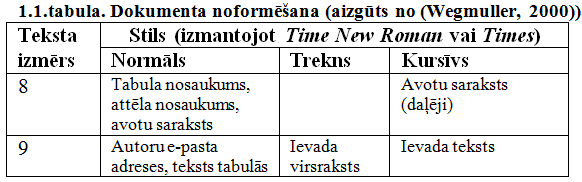 1.1.tabula. Dokumenta noformēšana (aizgūts no (Wegmuller, 2000))
Teksta izmērs
Stils (izmantojot Time New Roman vai Times)
Normāls
Trekns
Kursīvs
8
Tabula nosaukums,
attēla nosaukums,
avotu saraksts
Avotu saraksts
(daļēji)
9
Autoru e-pasta
adreses, teksts tabulās
Ievada
virsraksts
Ievada teksts